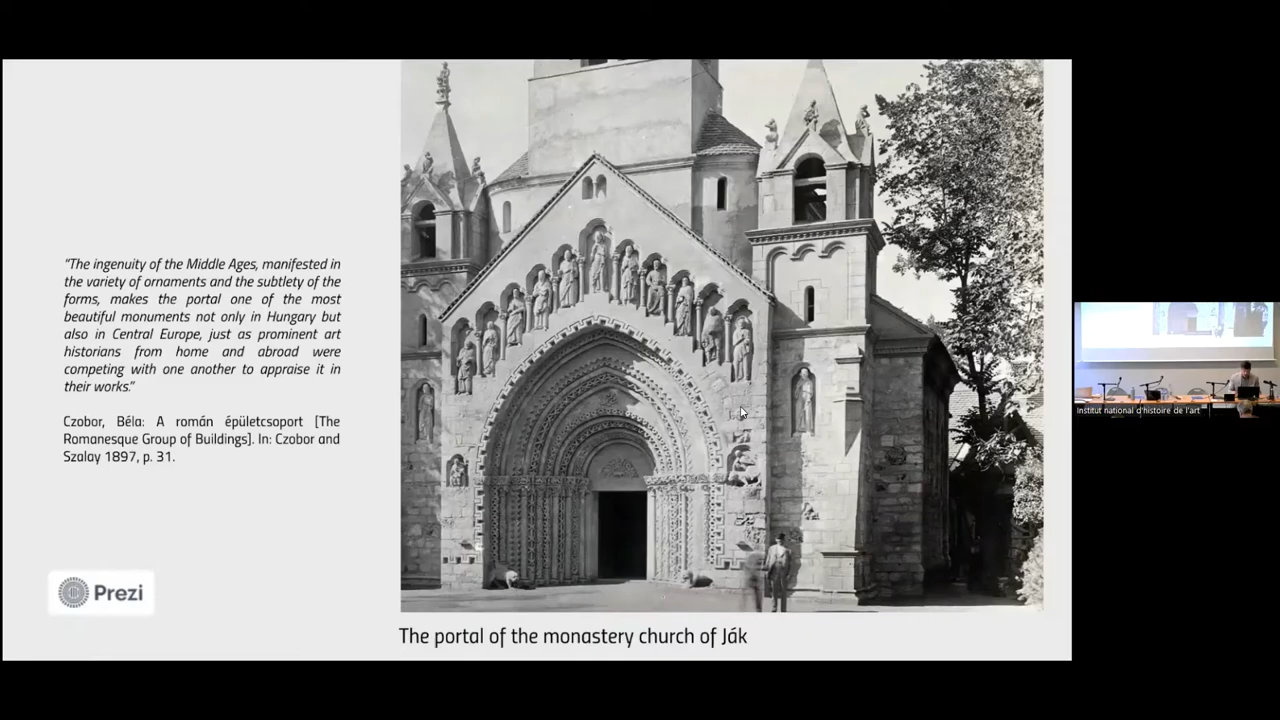 “The ingenuity of the Middle Ages, manifested in
the variety of ornaments and the subtlety of the
forms, makes the portal one of the most
beautiful monuments not only in Hungary but
also in Central Europe, just as prominent art
historians from home and abroad were
competing with one another to appraise it in
their works.”
Czobor, Béla: A román épületcsoport [The
Romanesque Group of Buildings]. In: Czobor and
Szalay 1897, p. 31.
Prezi
The portal of the monastery church of Ják
Institut national d'histoire de l'art